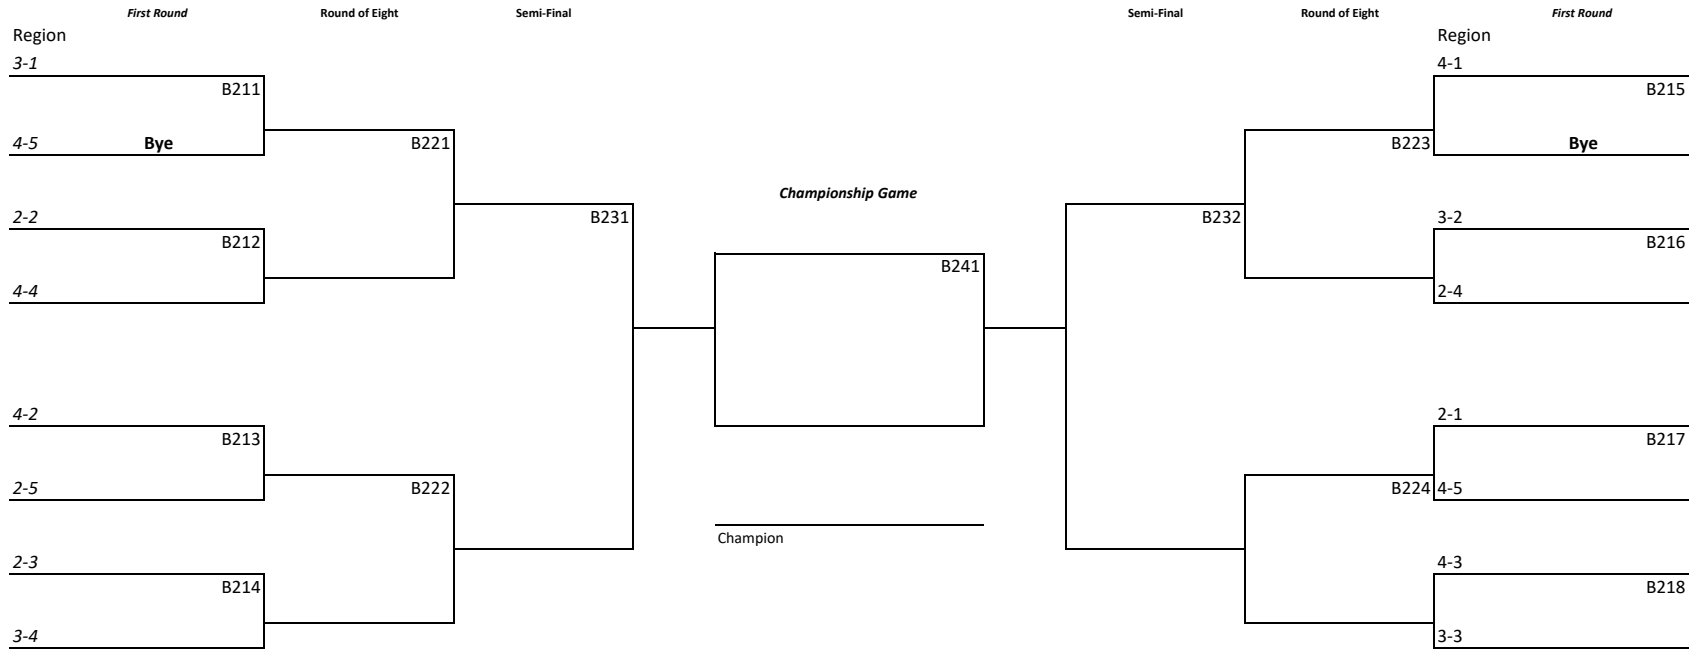 First Round Round of Eight Semi-Final Semi-Final Round of Eight First Round
Region Region
3-1 4-1
B211 B215
4-5 Bye B221 B223 Bye
Championship Game
2-2 B231 B232 3-2
B212 B216
B241
4-4 2-4
4-2 2-1
B213 B217
2-5 B222 B224 4-5
Champion
2-3 4-3
B214 B218
3-4 3-3